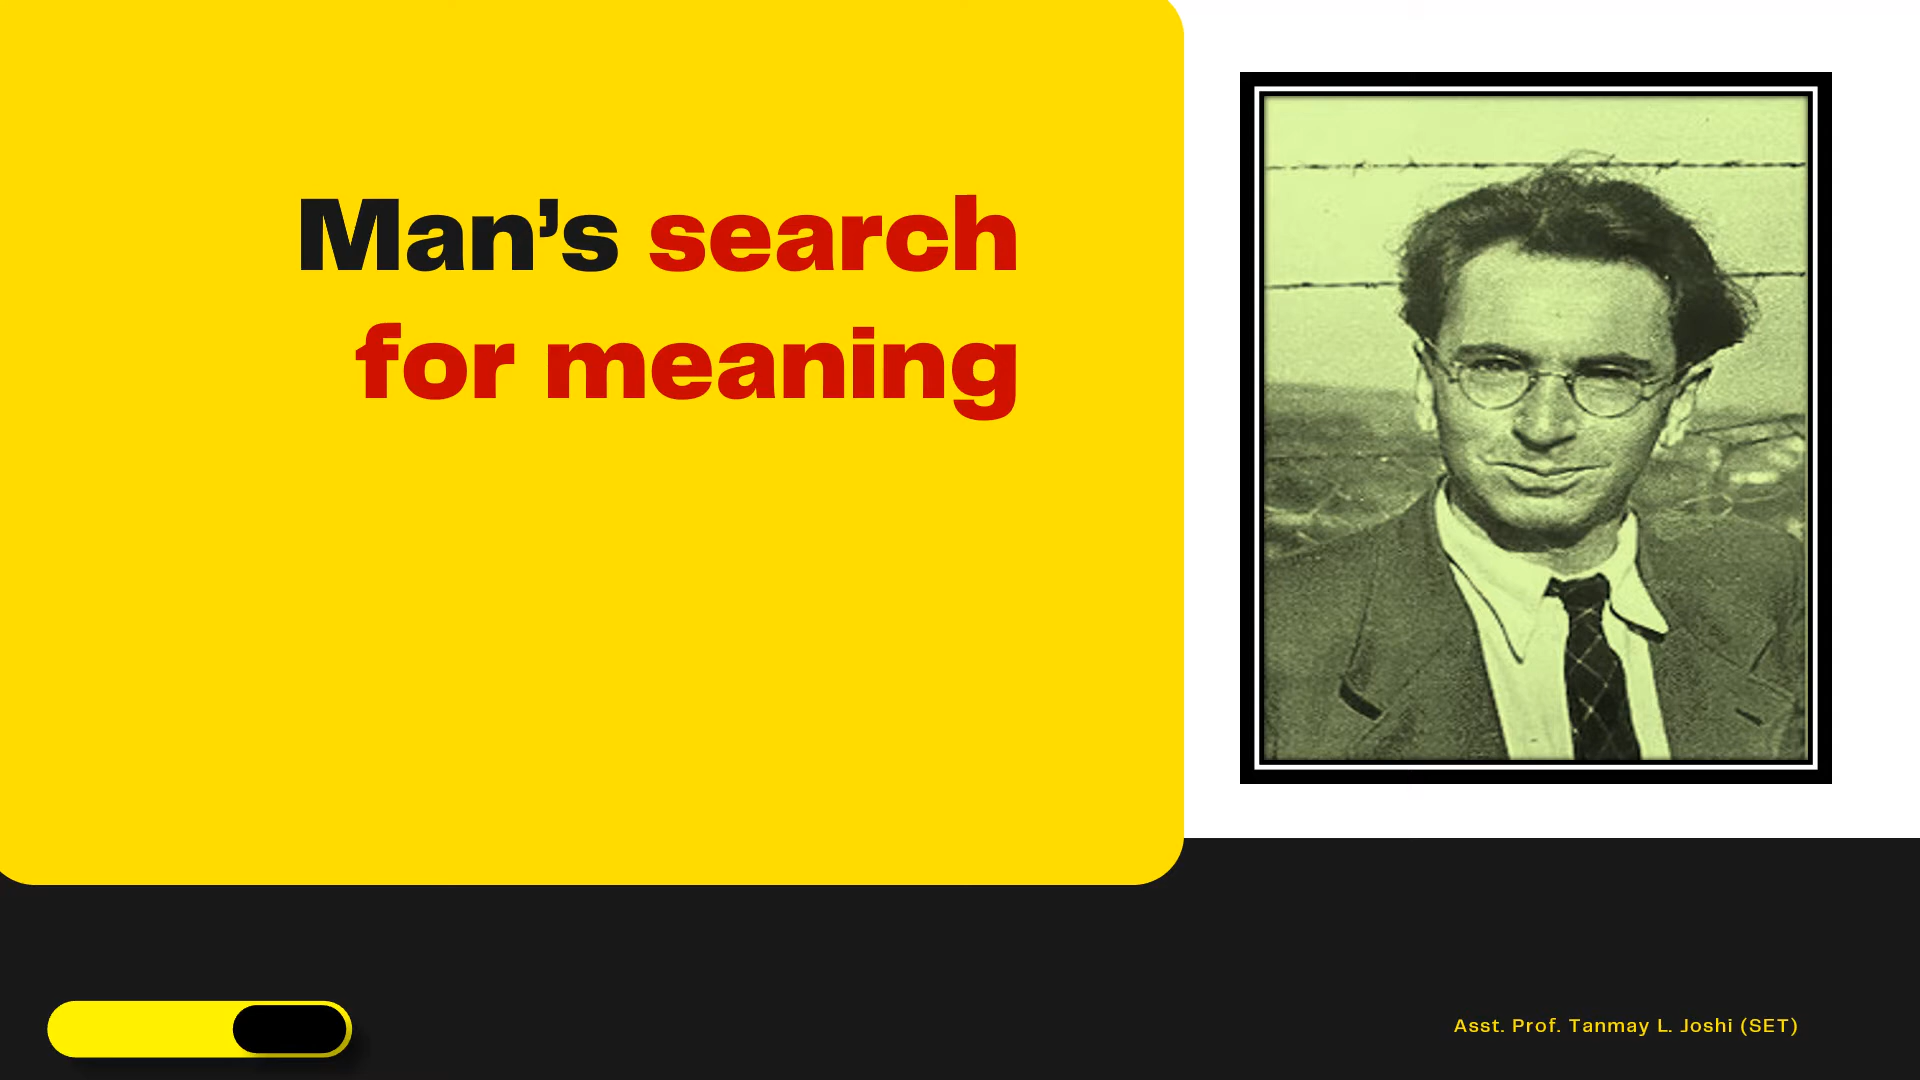 Man’s search
for meaning
Asst. Prof. Tanmay L. Joshi (SET)